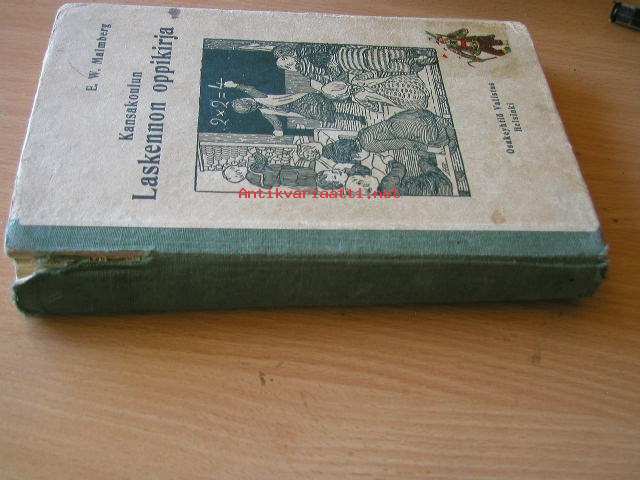 E. W. Malmberg
Kansakoulun
Laskennon oppikirja
2×2=4
Antikvariaatti.net
Osakeyhtiö Valistus
Helsinki